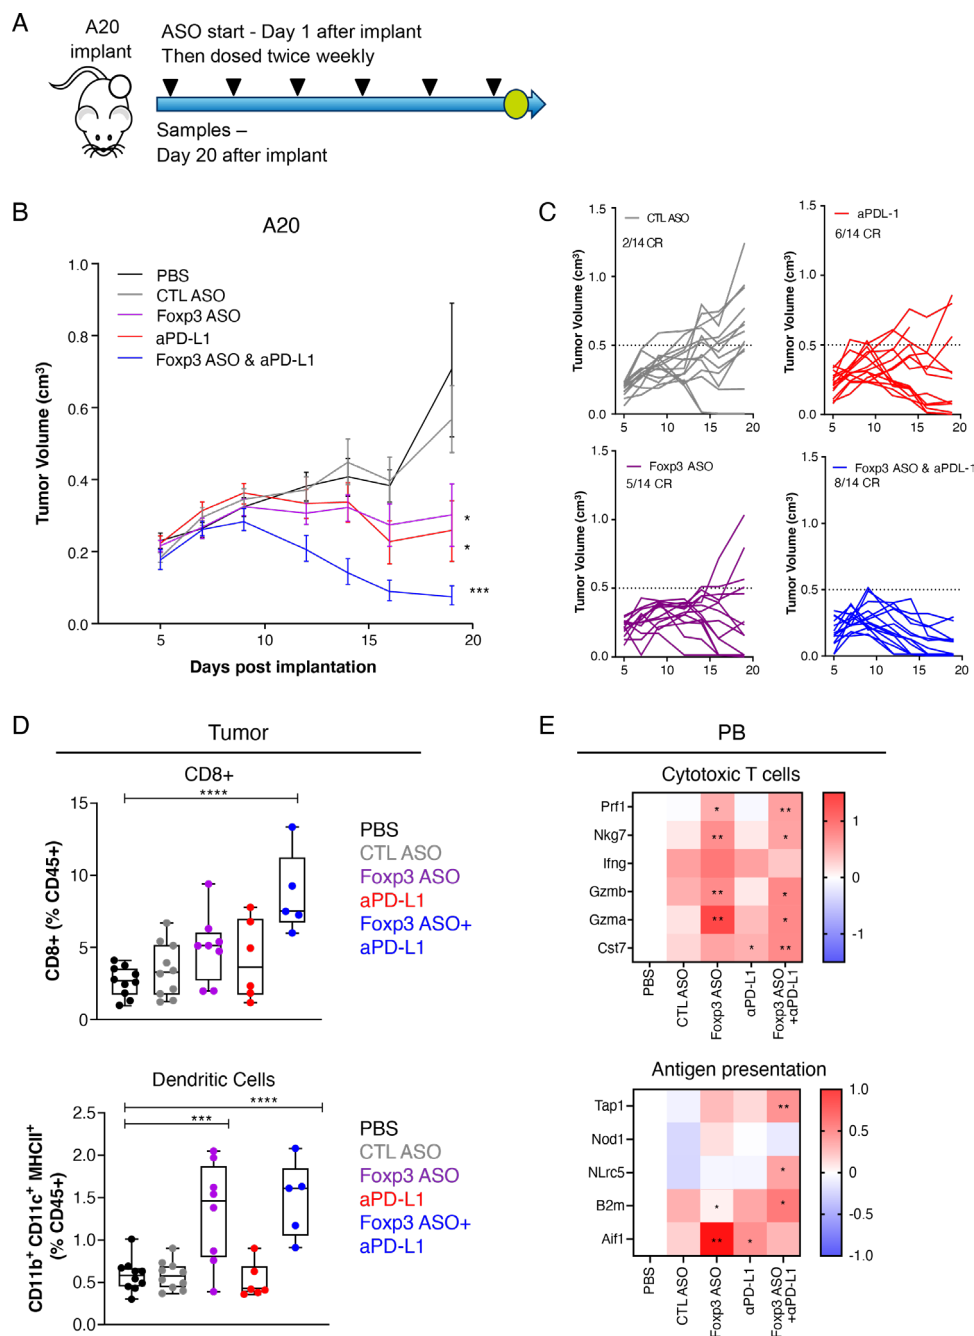 A
A20
implant
ASO start - Day 1 after implant
Then dosed twice weekly
Samples –
Day 20 after implant
B
A20
Tumor Volume (cm³)
1.0
0.8
0.6
0.4
0.2
0.0
PBS
CTL ASO
Foxp3 ASO
aPD-L1
Foxp3 ASO & aPD-L1
*
*
***
5
10
15
20
Days post implantation
C
Tumor Volume (cm³)
1.5
1.0
0.5
0.0
CTL ASO
2/14 CR
5
10
15
20
Tumor Volume (cm³)
1.5
1.0
0.5
0.0
aPDL-1
6/14 CR
5
10
15
20
Tumor Volume (cm³)
1.5
1.0
0.5
0.0
Foxp3 ASO
5/14 CR
5
10
15
20
Tumor Volume (cm³)
1.5
1.0
0.5
0.0
Foxp3 ASO & aPDL-1
8/14 CR
5
10
15
20
D
Tumor
CD8+
****
CD8+ (% CD45+)
15
10
5
0
PBS
CTL ASO
Foxp3 ASO
aPD-L1
Foxp3 ASO+
aPD-L1
Dendritic Cells
****
***
CD11b⁺ CD11c⁺ MHCII⁺
(% CD45+)
2.5
2.0
1.5
1.0
0.5
0.0
PBS
CTL ASO
Foxp3 ASO
aPD-L1
Foxp3 ASO+
aPD-L1
E
PB
Cytotoxic T cells
Prf1 * **
Nkg7 ** *
Ifng
Gzmb ** *
Gzma ** *
Cst7 * **
1
0
-1
PBS
CTL ASO
Foxp3 ASO
αPD-L1
Foxp3 ASO
+αPD-L1
Antigen presentation
Tap1 **
Nod1
NLrc5 *
B2m * *
Aif1 ** *
1.0
0.5
0
-0.5
-1.0
PBS
CTL ASO
Foxp3 ASO
αPD-L1
Foxp3 ASO
+αPD-L1